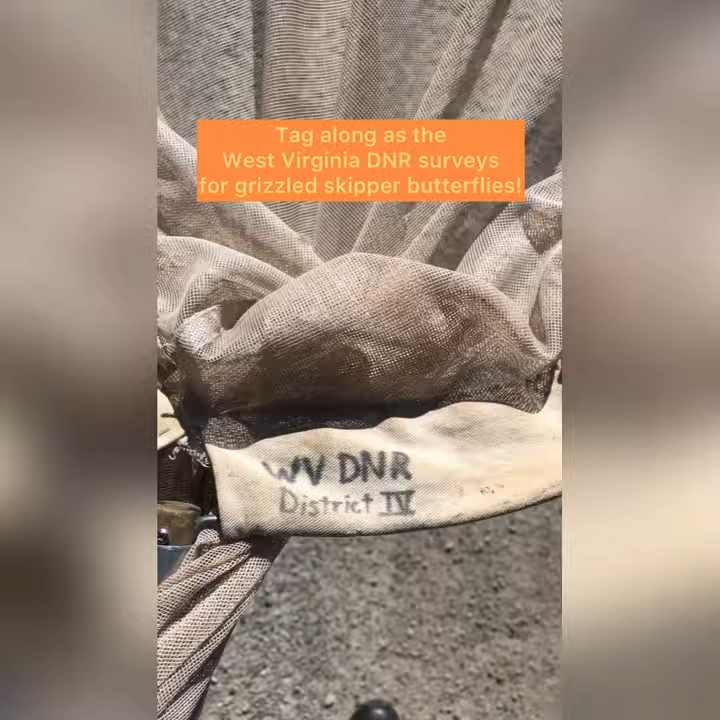 Tag along as the
West Virginia DNR surveys
for grizzled skipper butterflies!
WV DNR
District IV